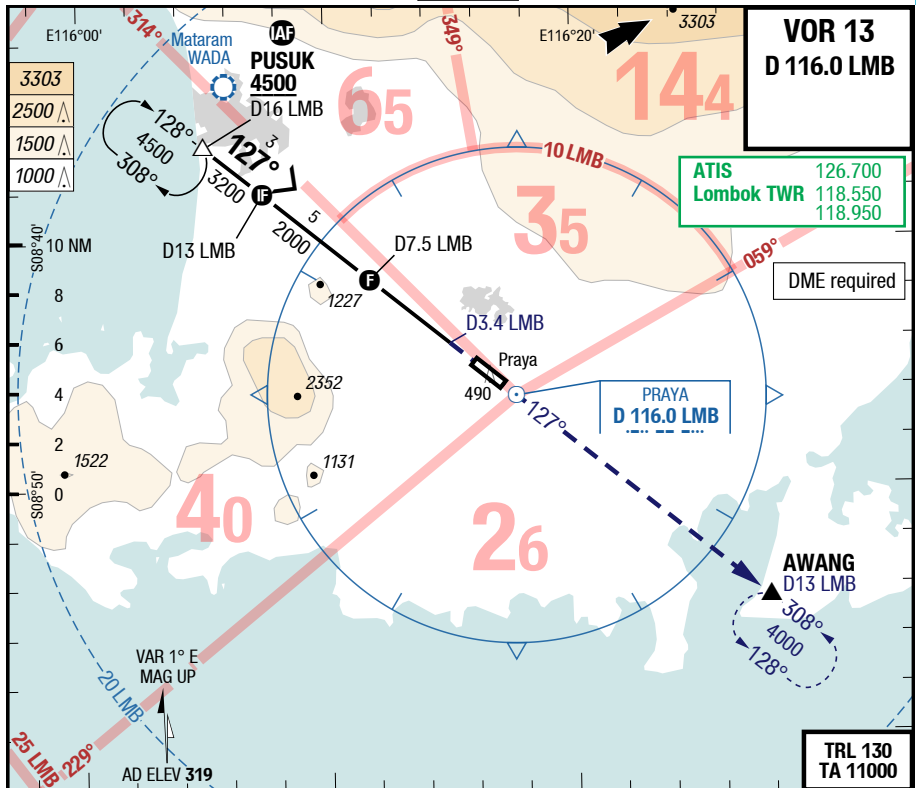 VOR 13
D 116.0 LMB
ATIS 126.700
Lombok TWR 118.550
118.950
DME required
E116°00'
314°
Mataram
WADA
IAF
PUSUK
4500
D16 LMB
349°
E116°20'
3303
3303
2500
1500
1000
65
144
35
40
26
128°
4500
308°
3
127°
3200
IF
D13 LMB
5
2000
D7.5 LMB
F
10 LMB
059°
S08°40'
10 NM
8
6
4
2
0
S08°50'
1227
2352
1522
1131
D3.4 LMB
Praya
490
PRAYA
D 116.0 LMB
127°
AWANG
D13 LMB
308°
4000
128°
VAR 1° E
MAG UP
20 LMB
25 LMB
229°
AD ELEV 319
TRL 130
TA 11000